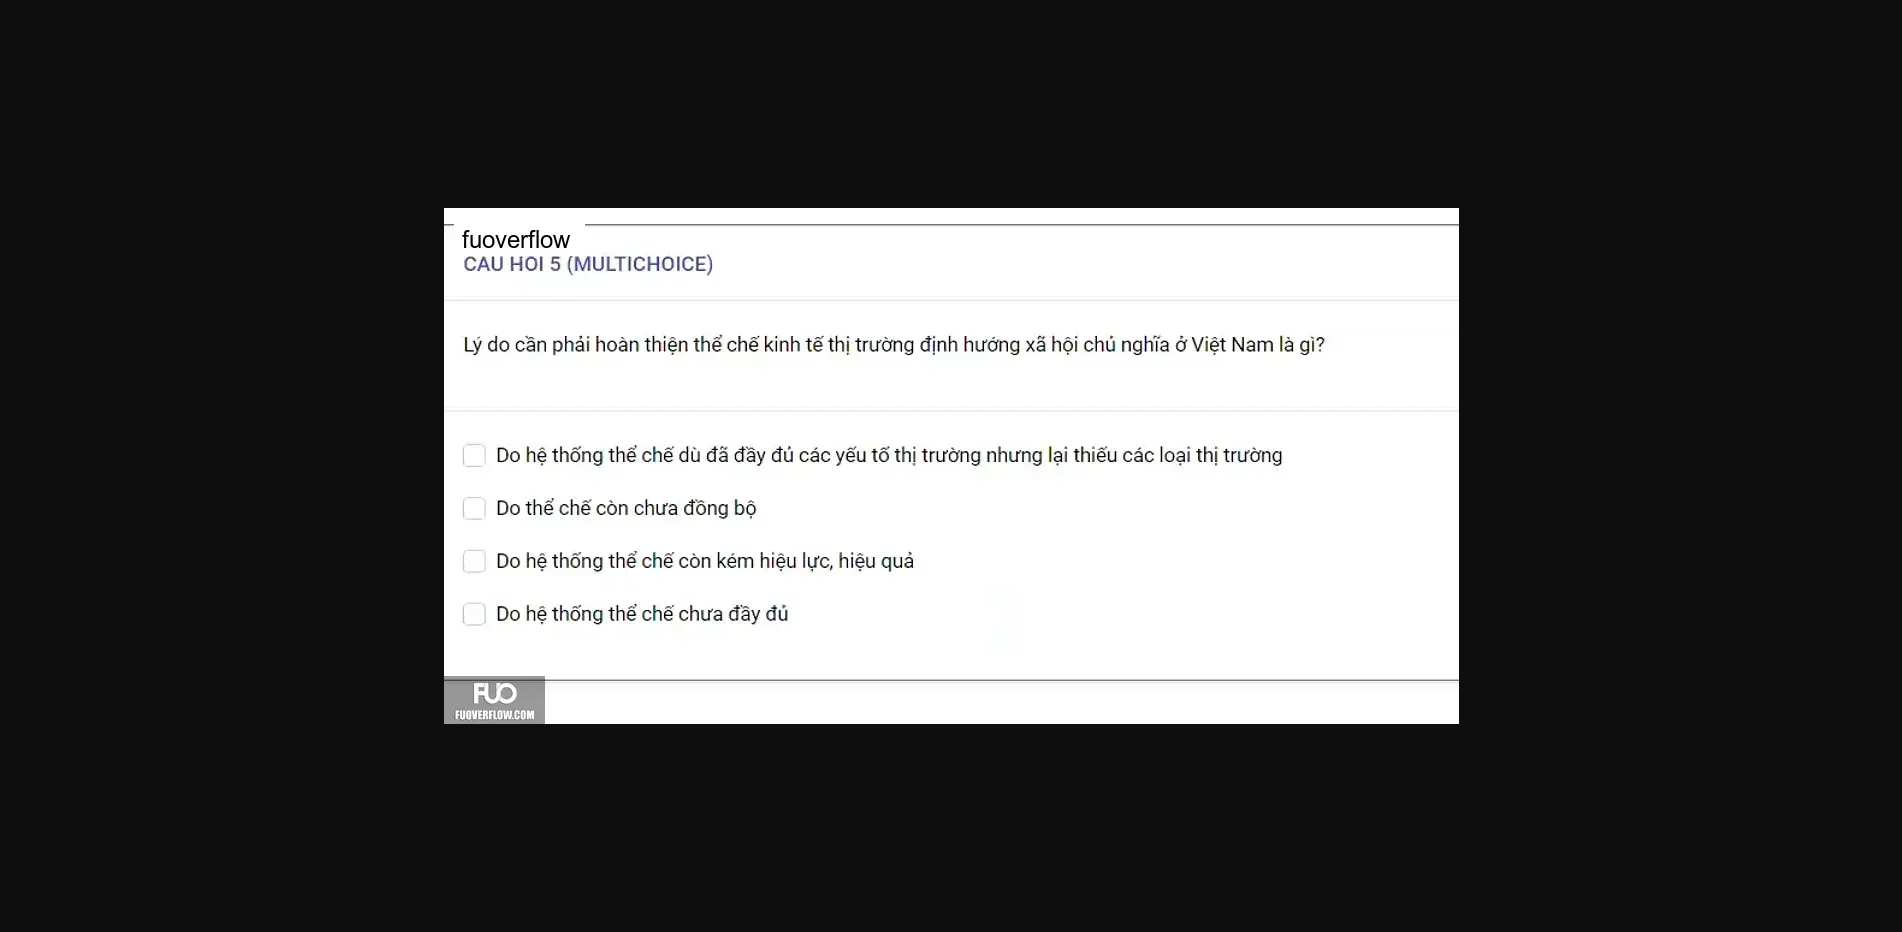 fuoverflow
CAU HOI 5 (MULTICHOICE)
Lý do cần phải hoàn thiện thể chế kinh tế thị trường định hướng xã hội chủ nghĩa ở Việt Nam là gì?
Do hệ thống thể chế dù đã đầy đủ các yếu tố thị trường nhưng lại thiếu các loại thị trường
Do thể chế còn chưa đồng bộ
Do hệ thống thể chế còn kém hiệu lực, hiệu quả
Do hệ thống thể chế chưa đầy đủ
FUO
FUOVERFLOW.COM